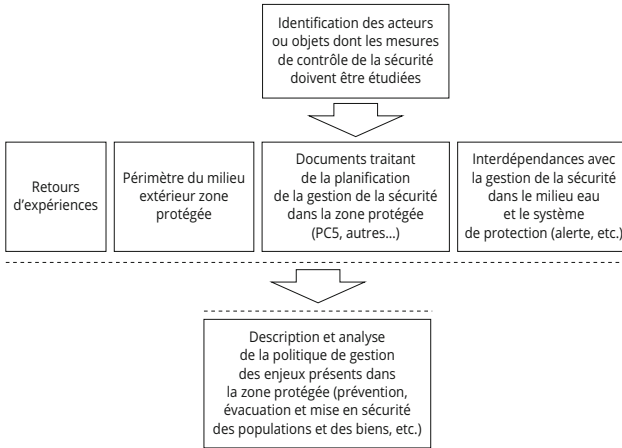 Identification des acteurs
ou objets dont les mesures
de contrôle de la sécurité
doivent être étudiées
Retours
d’expériences
Périmètre du milieu
extérieur zone
protégée
Documents traitant
de la planification
de la gestion de la sécurité
dans la zone protégée
(PC5, autres...)
Interdépendances avec
la gestion de la sécurité
dans le milieu eau
et le système
de protection (alerte, etc.)
Description et analyse
de la politique de gestion
des enjeux présents dans
la zone protégée (prévention,
évacuation et mise en sécurité
des populations et des biens, etc.)